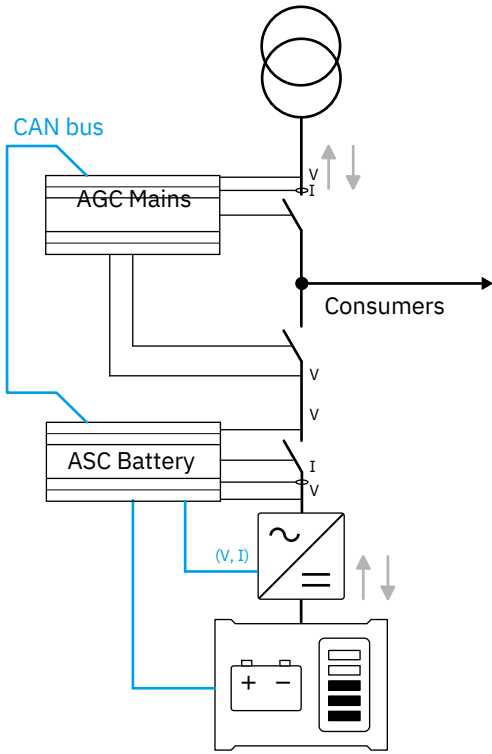 CAN bus
V
I
AGC Mains
Consumers
V
V
ASC Battery
I
V
(V, I)
+ −